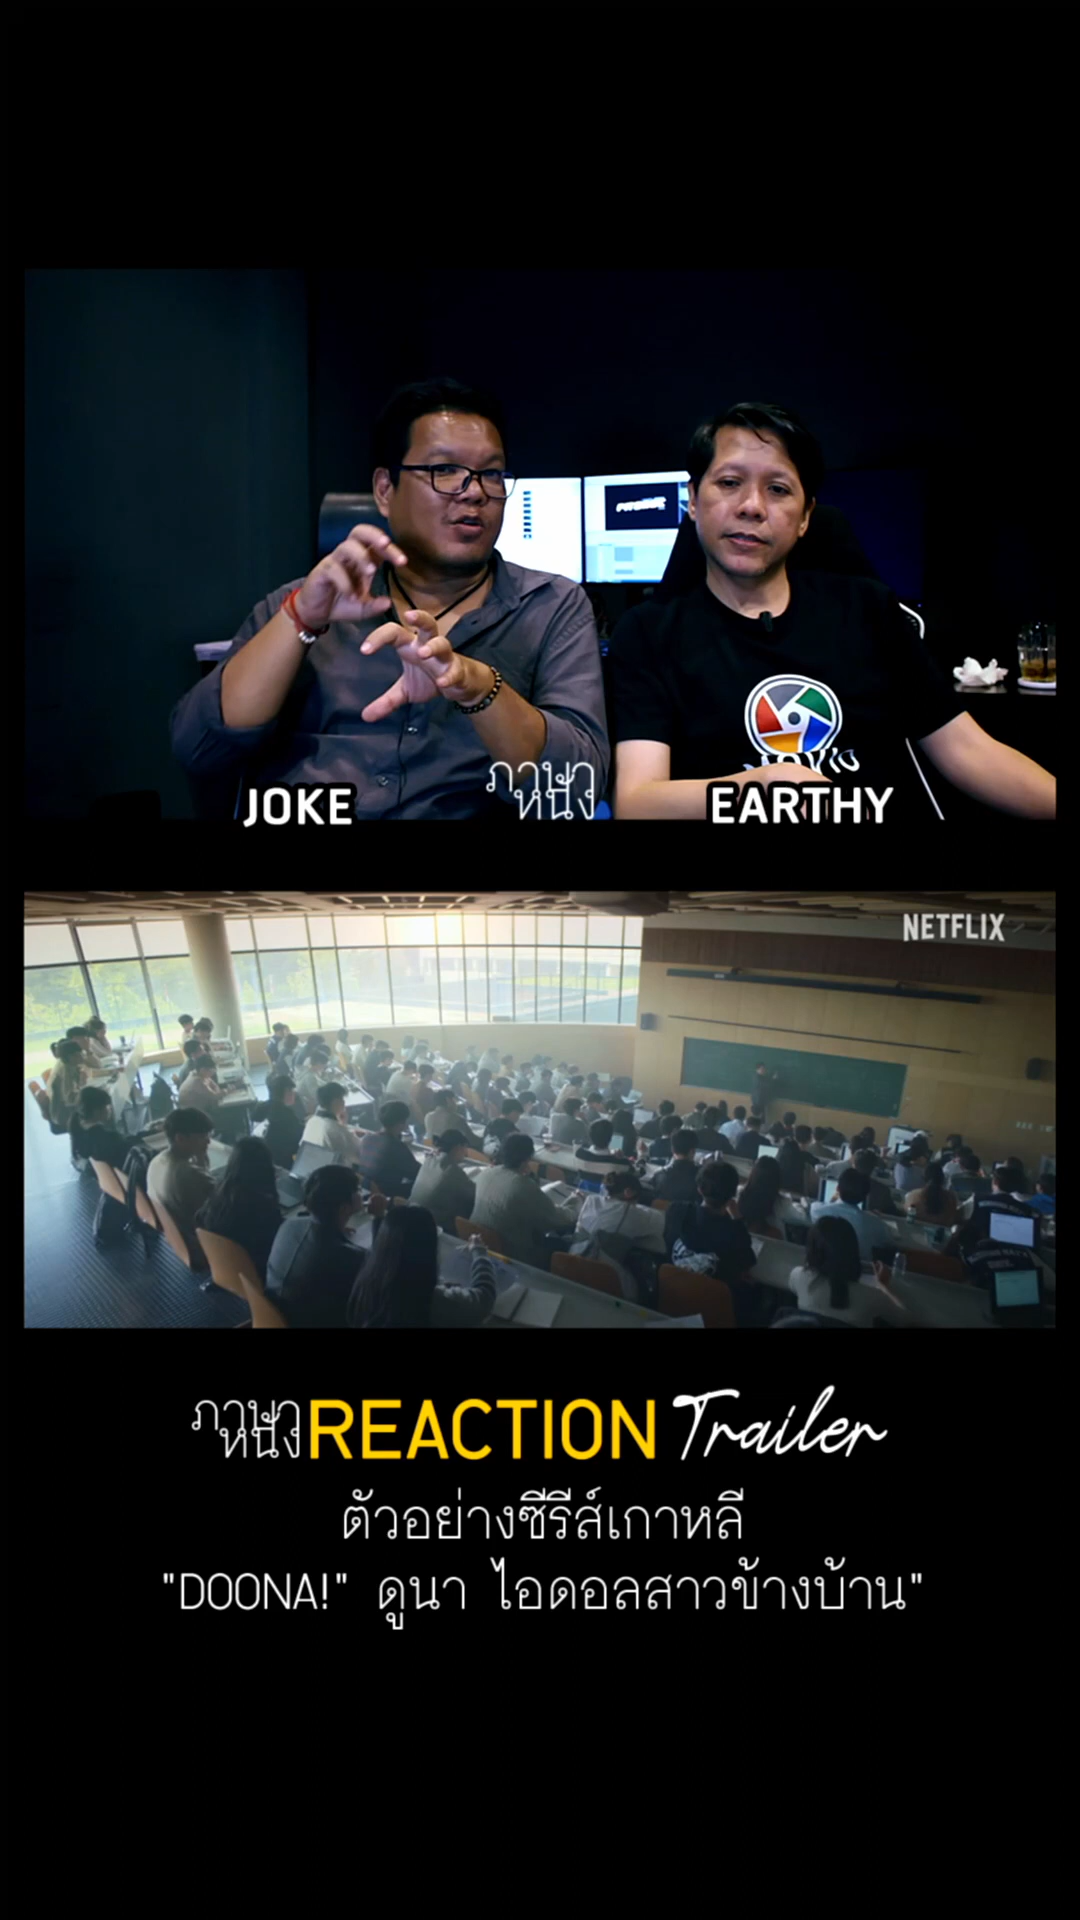 JOKE
ภาษา
หนัง
EARTHY
NETFLIX
ภาษา
หนัง REACTION Trailer
ตัวอย่างซีรีส์เกาหลี
"DOONA!" ดูนา ไอดอลสาวข้างบ้าน"